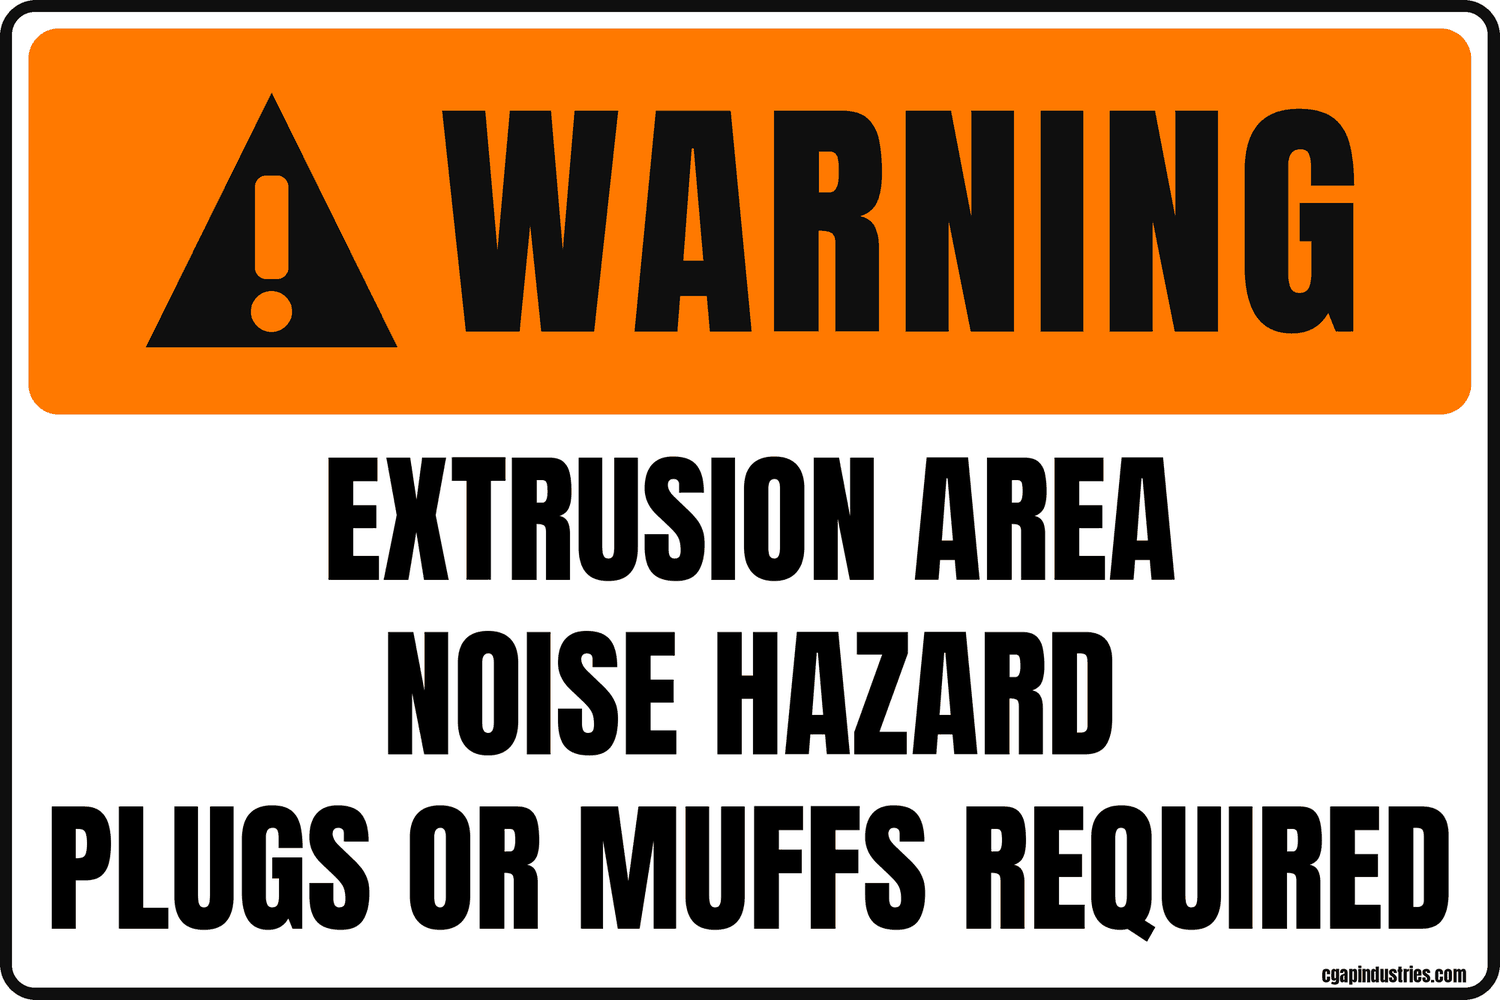 WARNING
EXTRUSION AREA
NOISE HAZARD
PLUGS OR MUFFS REQUIRED
cgapindustries.com